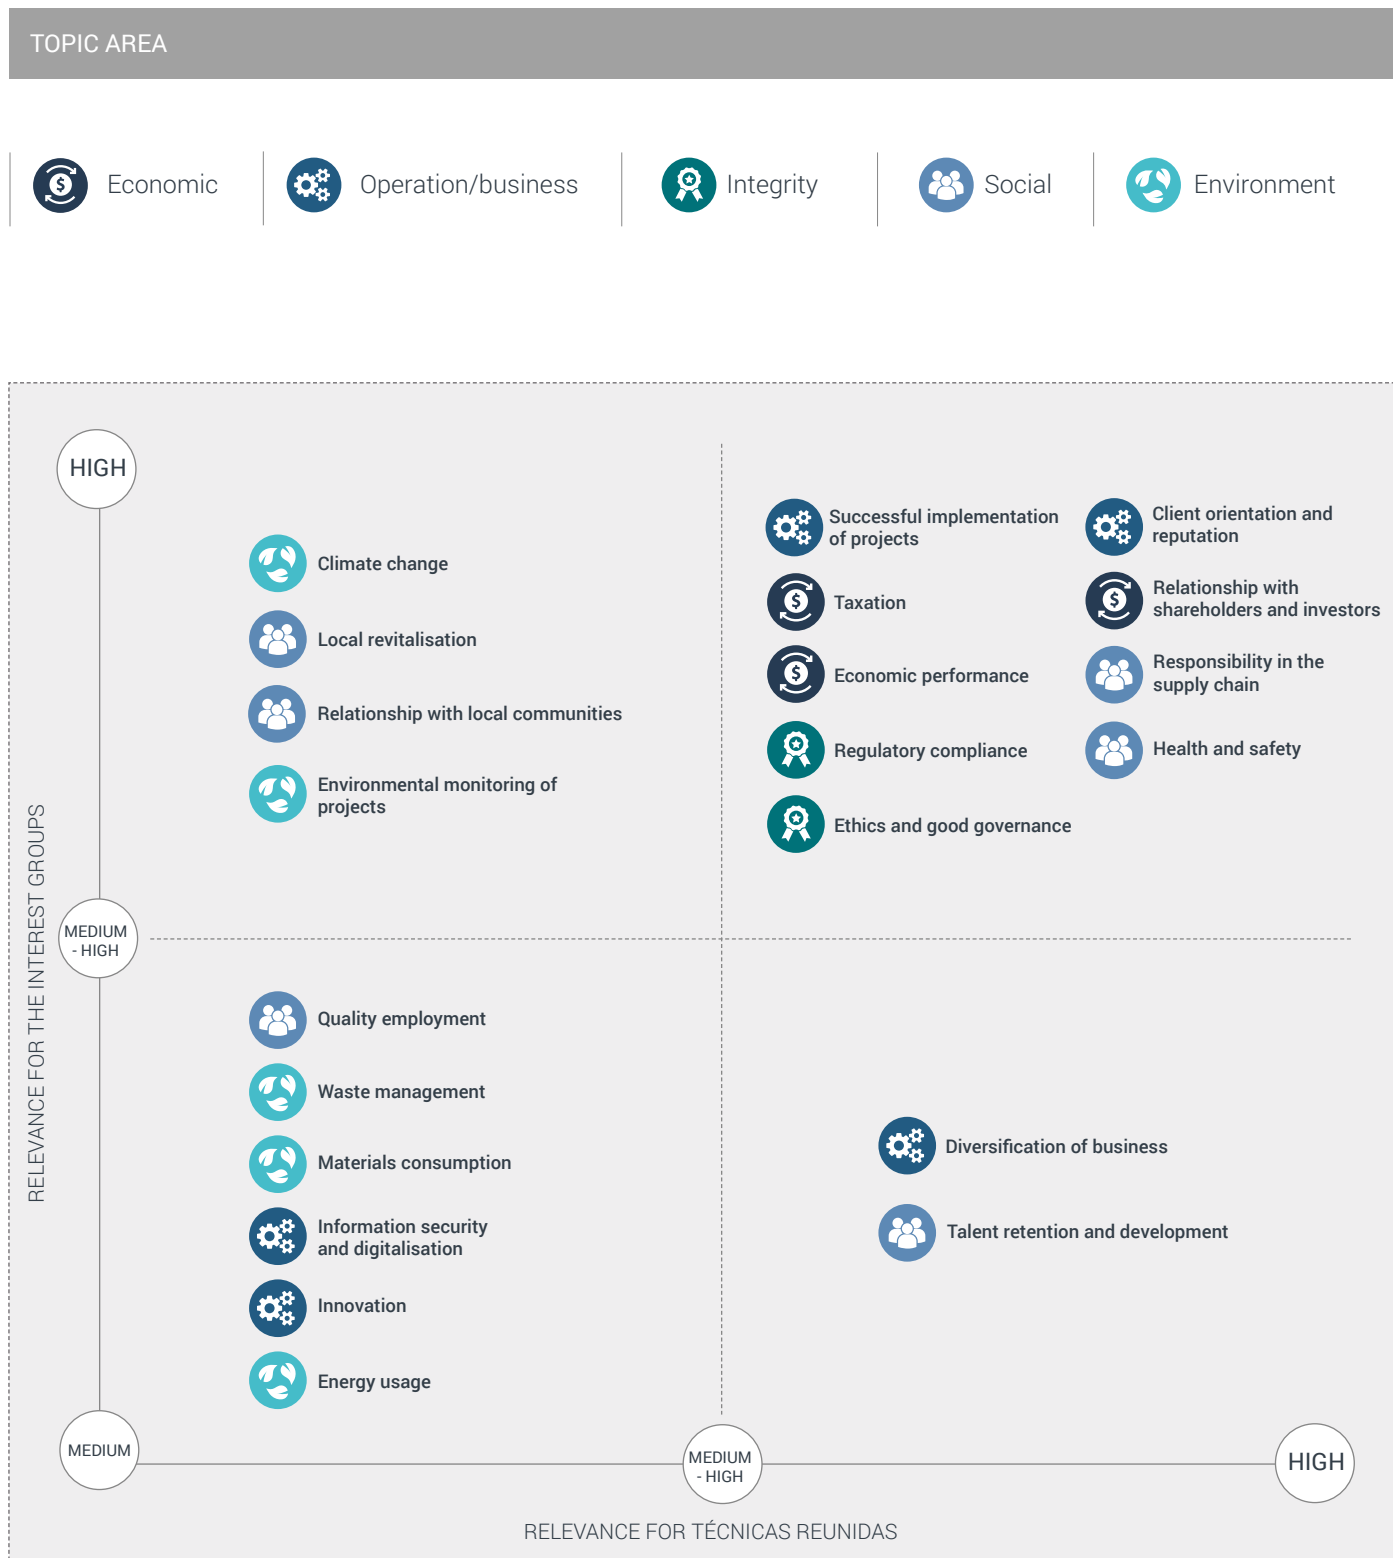 TOPIC AREA
Economic
Operation/business
Integrity
Social
Environment
HIGH
Climate change
Local revitalisation
Relationship with local communities
Environmental monitoring of
projects
Successful implementation
of projects
Taxation
Economic performance
Regulatory compliance
Ethics and good governance
Client orientation and
reputation
Relationship with
shareholders and investors
Responsibility in the
supply chain
Health and safety
RELEVANCE FOR THE INTEREST GROUPS
MEDIUM
- HIGH
Quality employment
Waste management
Materials consumption
Information security
and digitalisation
Innovation
Energy usage
Diversification of business
Talent retention and development
MEDIUM
MEDIUM
- HIGH
HIGH
RELEVANCE FOR TÉCNICAS REUNIDAS